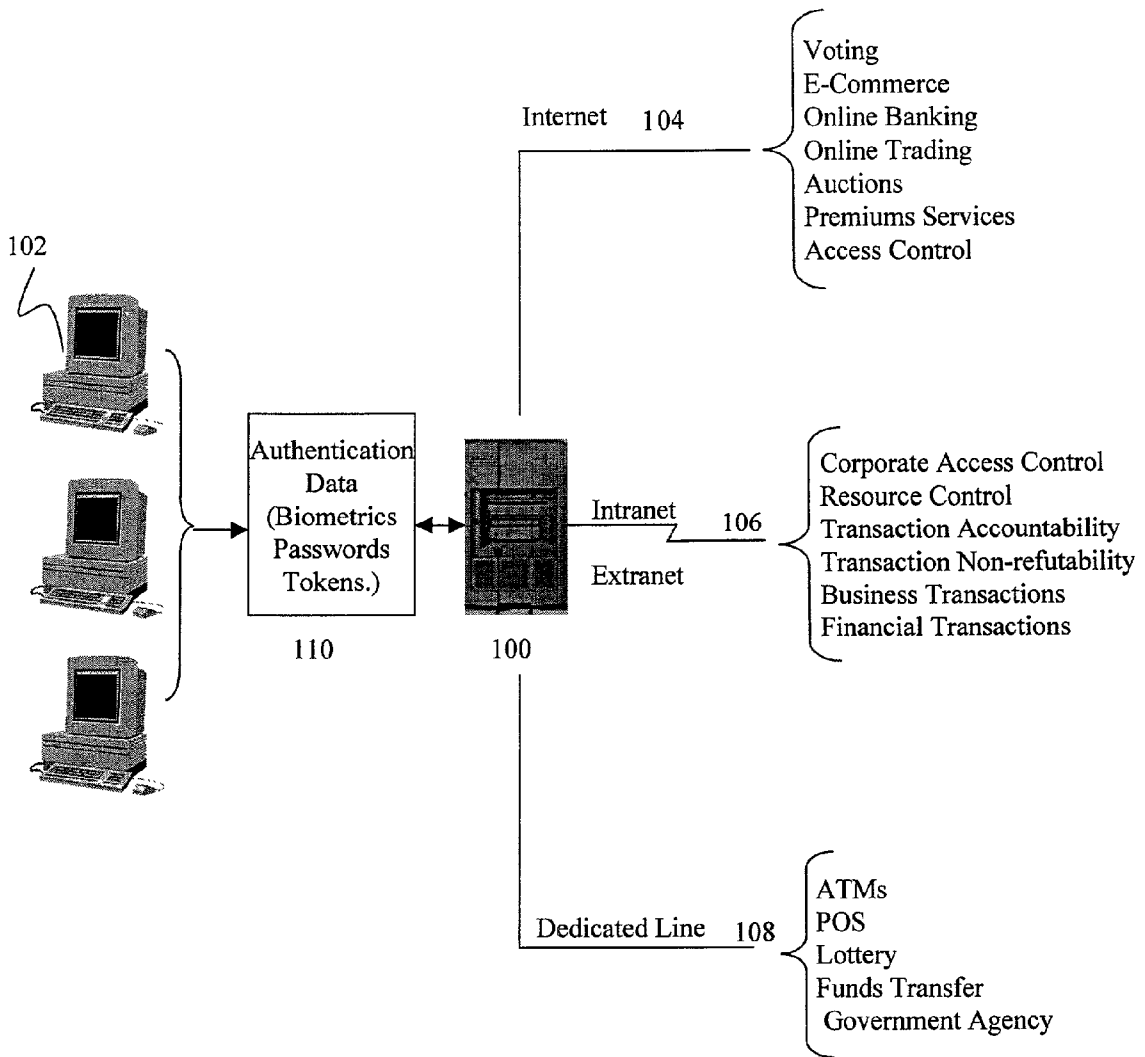 Internet 104
Voting
E-Commerce
Online Banking
Online Trading
Auctions
Premiums Services
Access Control
102
Authentication
Data
(Biometrics
Passwords
Tokens.)
110
100
Intranet
106
Extranet
Corporate Access Control
Resource Control
Transaction Accountability
Transaction Non-refutability
Business Transactions
Financial Transactions
Dedicated Line 108
ATMs
POS
Lottery
Funds Transfer
Government Agency